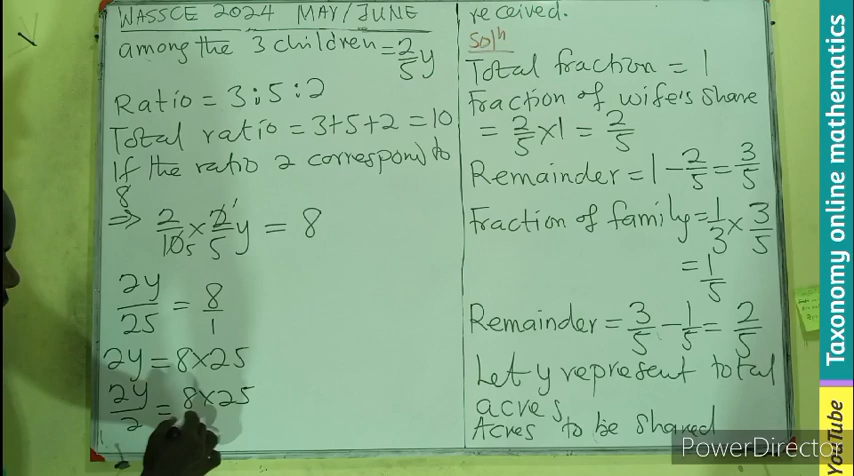 WASSCE 2024 MAY/JUNE
among the 3 children = 2/5 y
Ratio = 3:5:2
Total ratio = 3+5+2 = 10
If the ratio 2 correspond to
8
⇒ 2/10 5 × 2 1/5 y = 8
2y/25 = 8/1
2y = 8×25
2y/2 = 8×25
received.
Soln
Total fraction = 1
Fraction of wife's share
= 2/5 × 1 = 2/5
Remainder = 1 - 2/5 = 3/5
Fraction of family = 1/3 × 3/5
= 1/5
Remainder = 3/5 - 1/5 = 2/5
Let y represent total
acres
Acres to be shared
PowerDirector
YouTube Taxonomy online mathematics